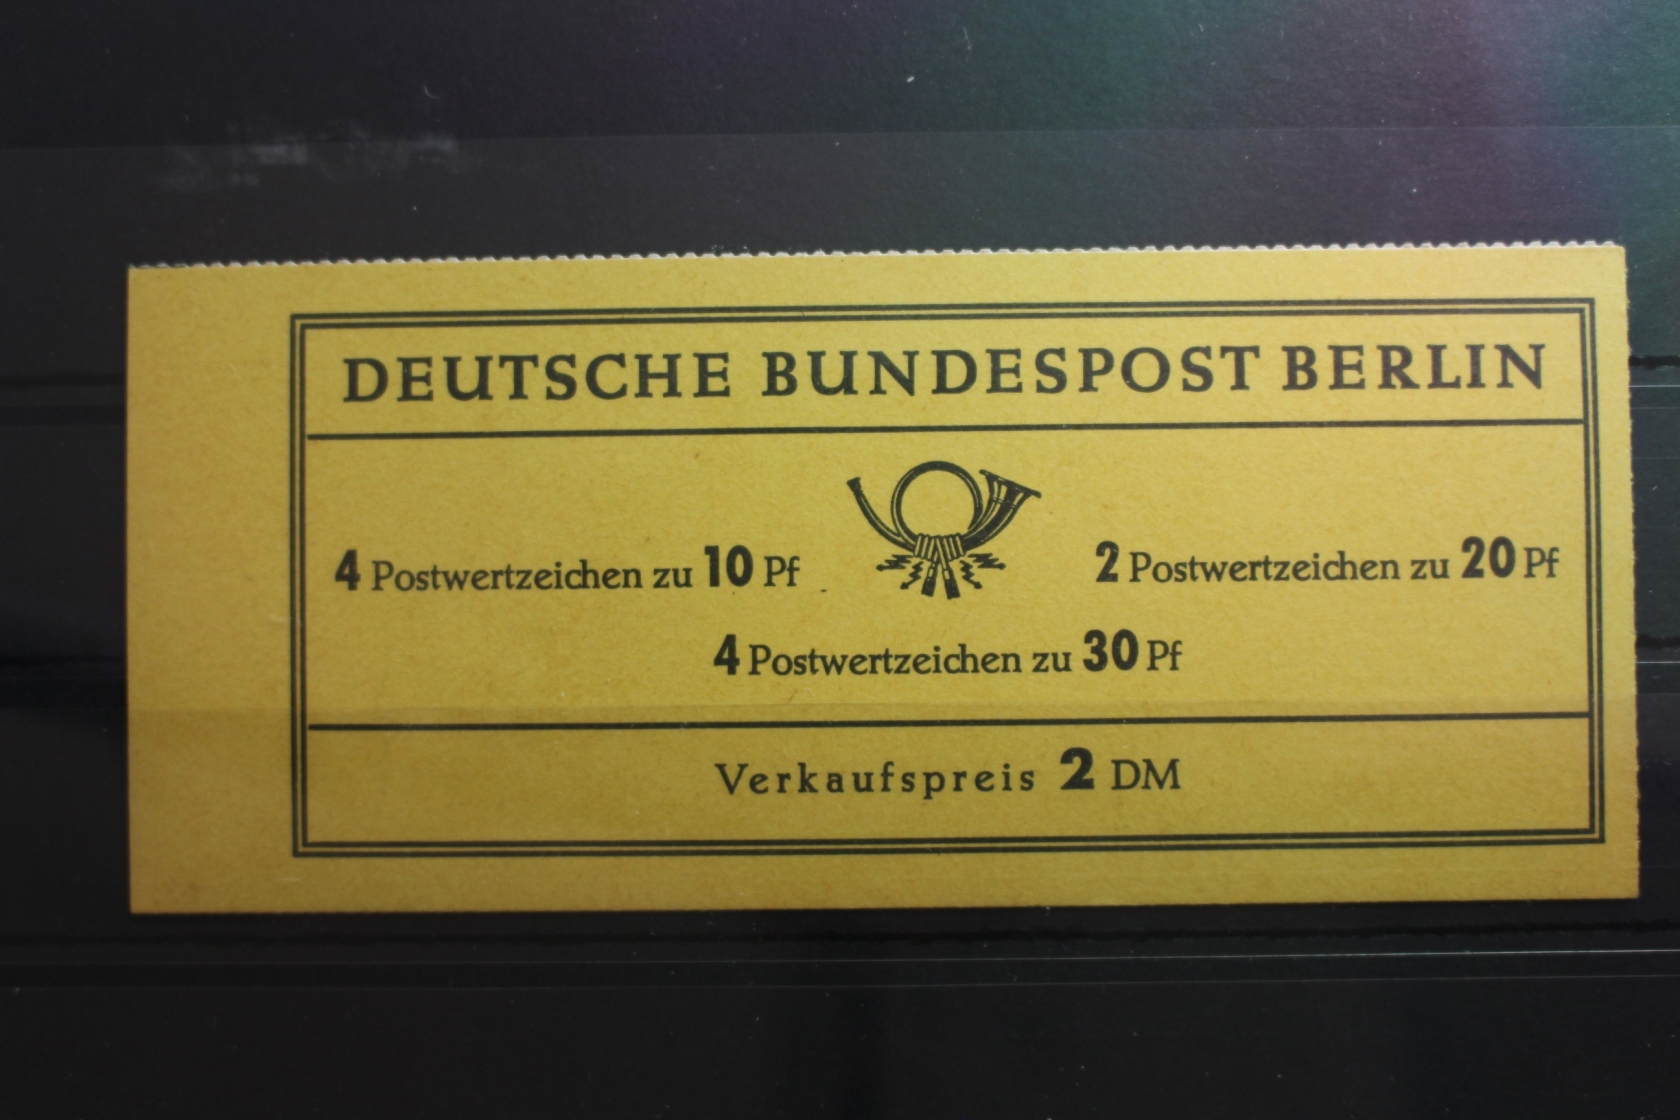 DEUTSCHE BUNDESPOST BERLIN
4 Postwertzeichen zu 10 Pf
2 Postwertzeichen zu 20 Pf
4 Postwertzeichen zu 30 Pf
Verkaufspreis 2 DM